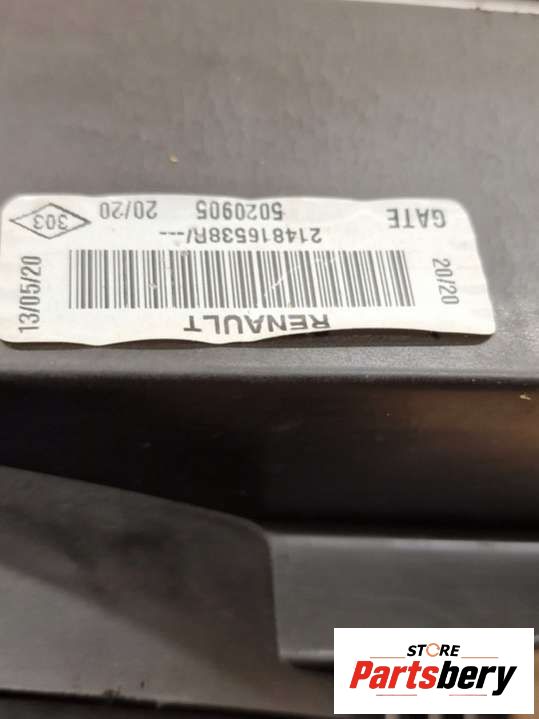 RENAULT
214816538R/---
GATE
5020905
20/20
303
20/20
13/05/20
STORE
Partsbery